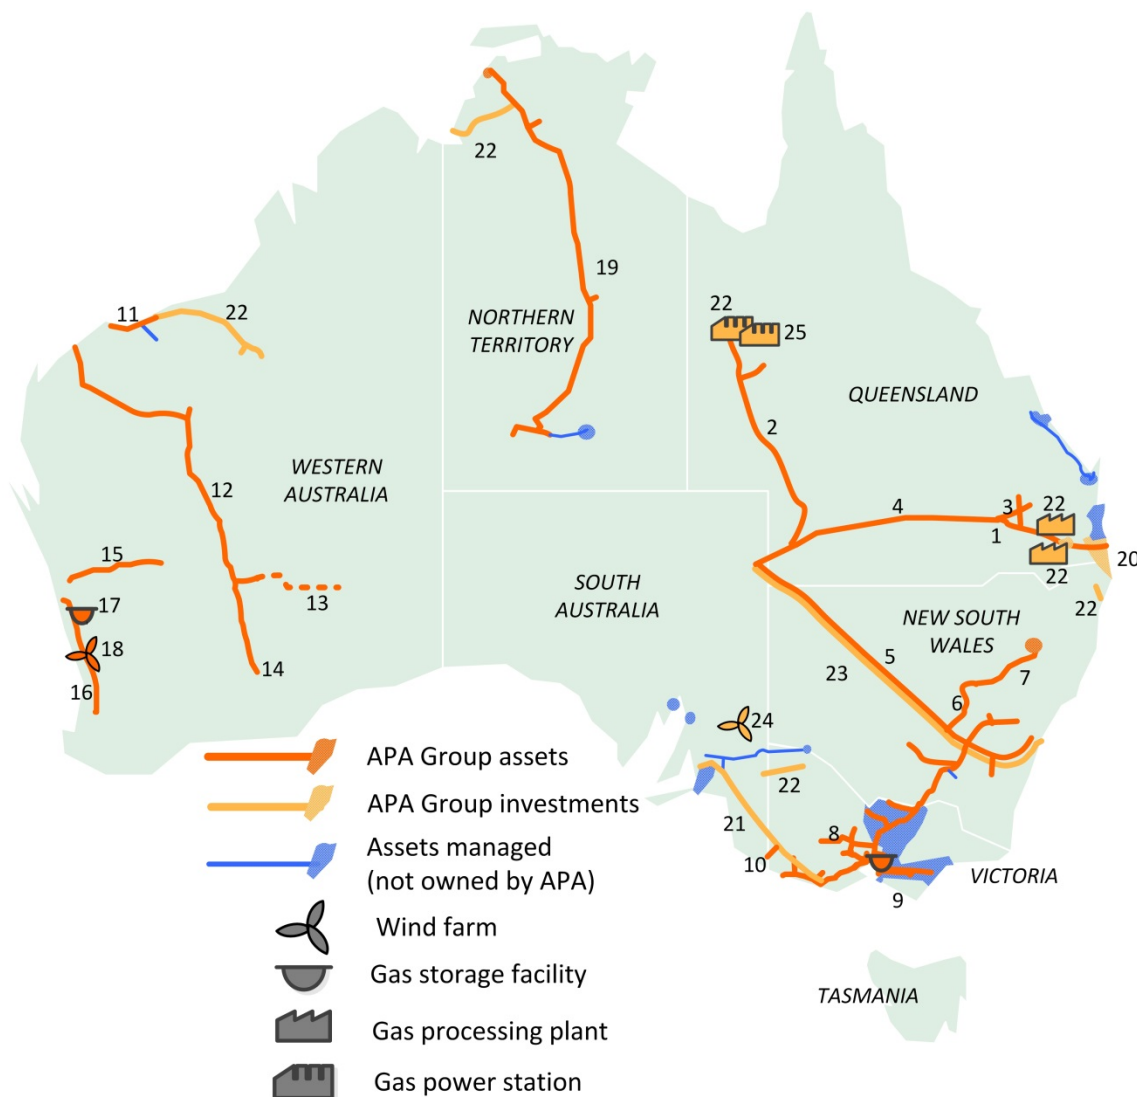 22
19
11
22
NORTHERN
TERRITORY
22
25
QUEENSLAND
2
WESTERN
AUSTRALIA
12
4
3
22
1
15
13
SOUTH
AUSTRALIA
22
20
22
17
NEW SOUTH
WALES
18
14
16
5
23
7
6
24
APA Group assets
22
APA Group investments
21
8
Assets managed
(not owned by APA)
10
VICTORIA
9
Wind farm
Gas storage facility
TASMANIA
Gas processing plant
Gas power station